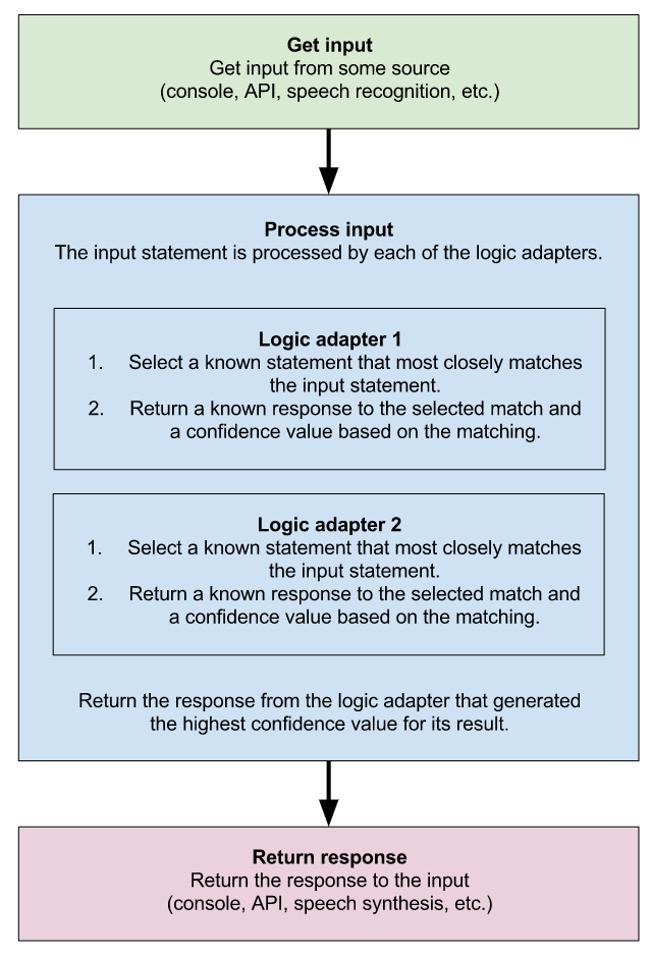 Get input
Get input from some source
(console, API, speech recognition, etc.)
Process input
The input statement is processed by each of the logic adapters.
Logic adapter 1
1. Select a known statement that most closely matches
the input statement.
2. Return a known response to the selected match and
a confidence value based on the matching.
Logic adapter 2
1. Select a known statement that most closely matches
the input statement.
2. Return a known response to the selected match and
a confidence value based on the matching.
Return the response from the logic adapter that generated
the highest confidence value for its result.
Return response
Return the response to the input
(console, API, speech synthesis, etc.)